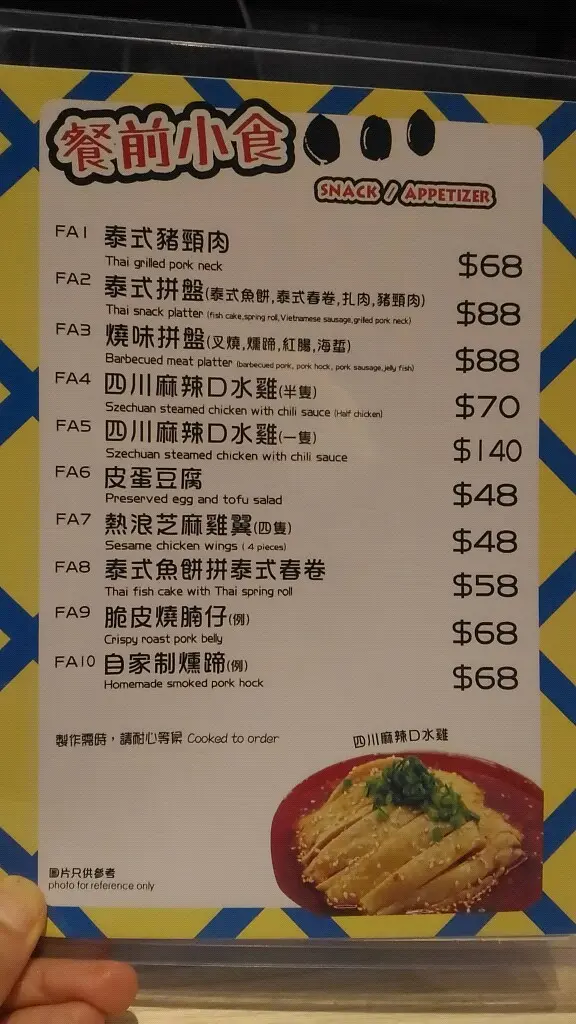 餐前小食
SNACK / APPETIZER
FA1 泰式豬頸肉
Thai grilled pork neck $68
FA2 泰式拼盤(泰式魚餅,泰式春卷,扎肉,豬頸肉)
Thai snack platter (fish cake,spring roll,Vietnamese sausage,grilled pork neck) $88
FA3 燒味拼盤(叉燒,燻蹄,紅腸,海蜇)
Barbecued meat platter (barbecued pork, pork hock, pork sausage,jelly fish) $88
FA4 四川麻辣口水雞(半隻)
Szechuan steamed chicken with chili sauce (Half chicken) $70
FA5 四川麻辣口水雞(一隻)
Szechuan steamed chicken with chili sauce $140
FA6 皮蛋豆腐
Preserved egg and tofu salad $48
FA7 熱浪芝麻雞翼(四隻)
Sesame chicken wings ( 4 pieces) $48
FA8 泰式魚餅拼泰式春卷
Thai fish cake with Thai spring roll $58
FA9 脆皮燒腩仔(例)
Crispy roast pork belly $68
FA10 自家制燻蹄(例)
Homemade smoked pork hock $68
製作需時，請耐心等候 Cooked to order
四川麻辣口水雞
圖片只供參考
photo for reference only